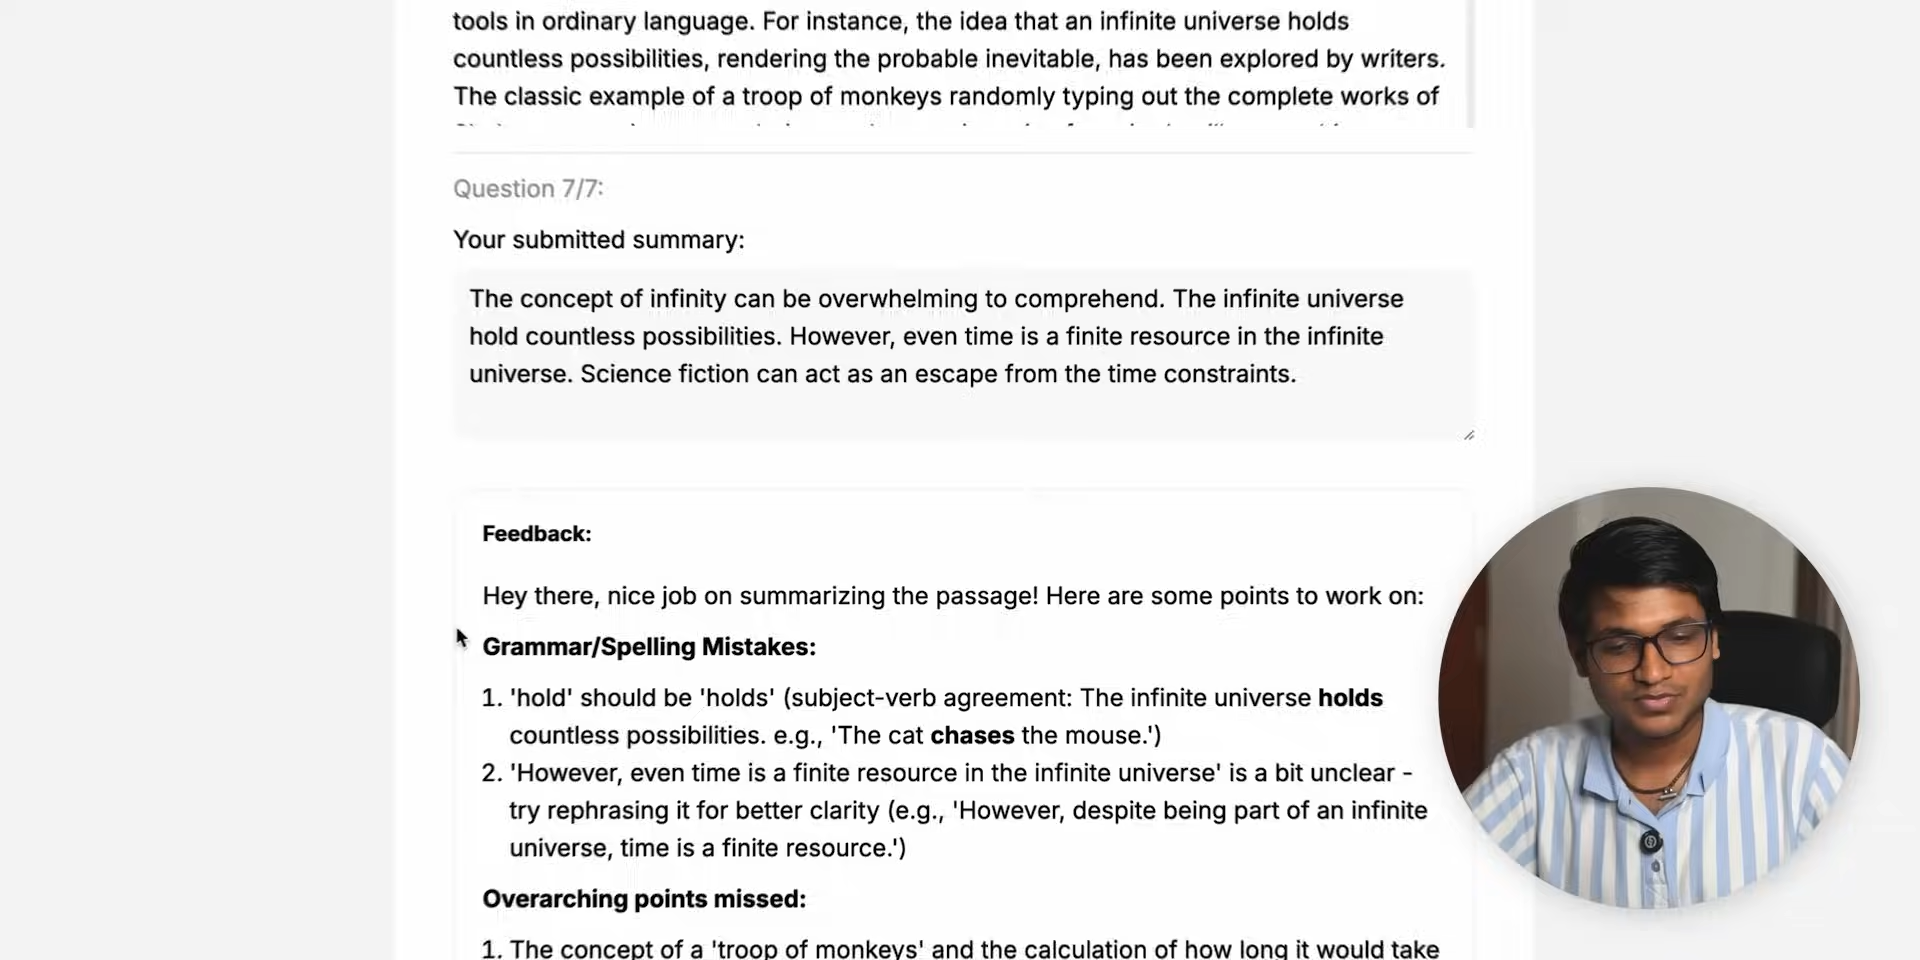 tools in ordinary language. For instance, the idea that an infinite universe holds
countless possibilities, rendering the probable inevitable, has been explored by writers.
The classic example of a troop of monkeys randomly typing out the complete works of
Question 7/7:
Your submitted summary:
The concept of infinity can be overwhelming to comprehend. The infinite universe
hold countless possibilities. However, even time is a finite resource in the infinite
universe. Science fiction can act as an escape from the time constraints.
Feedback:
Hey there, nice job on summarizing the passage! Here are some points to work on:
Grammar/Spelling Mistakes:
1. 'hold' should be 'holds' (subject-verb agreement: The infinite universe holds
countless possibilities. e.g., 'The cat chases the mouse.')
2. 'However, even time is a finite resource in the infinite universe' is a bit unclear -
try rephrasing it for better clarity (e.g., 'However, despite being part of an infinite
universe, time is a finite resource.')
Overarching points missed:
1. The concept of a 'troop of monkeys' and the calculation of how long it would take